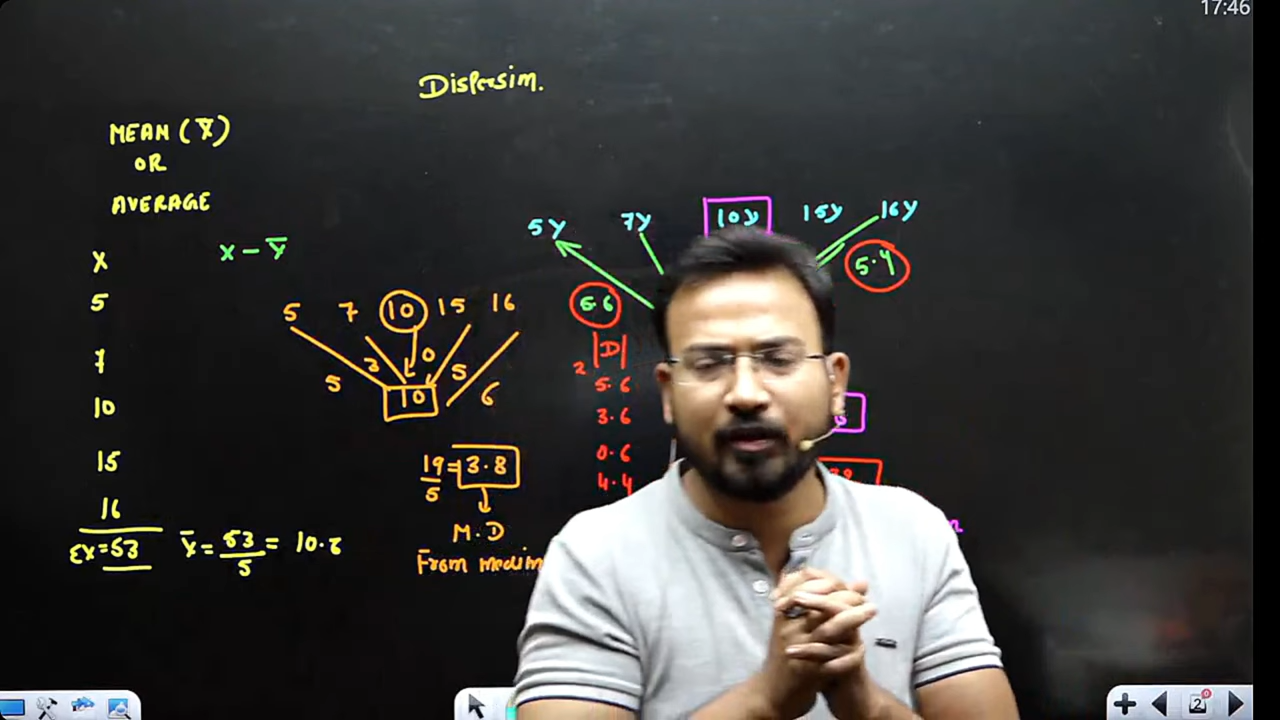 17:46
Dispersim.
MEAN (X̅)
OR
AVERAGE
X
X - X̅
5
7
10
15
16
Σx=53
X̅ = 53/5 = 10.6
5 7 10 15 16
5 3 0 5 6
10
19/5 = 3.8
M.D
From median
5Y 7Y 10Y 15Y 16Y
5.6
5.4
|D|
5.6
3.6
0.6
4.4
2